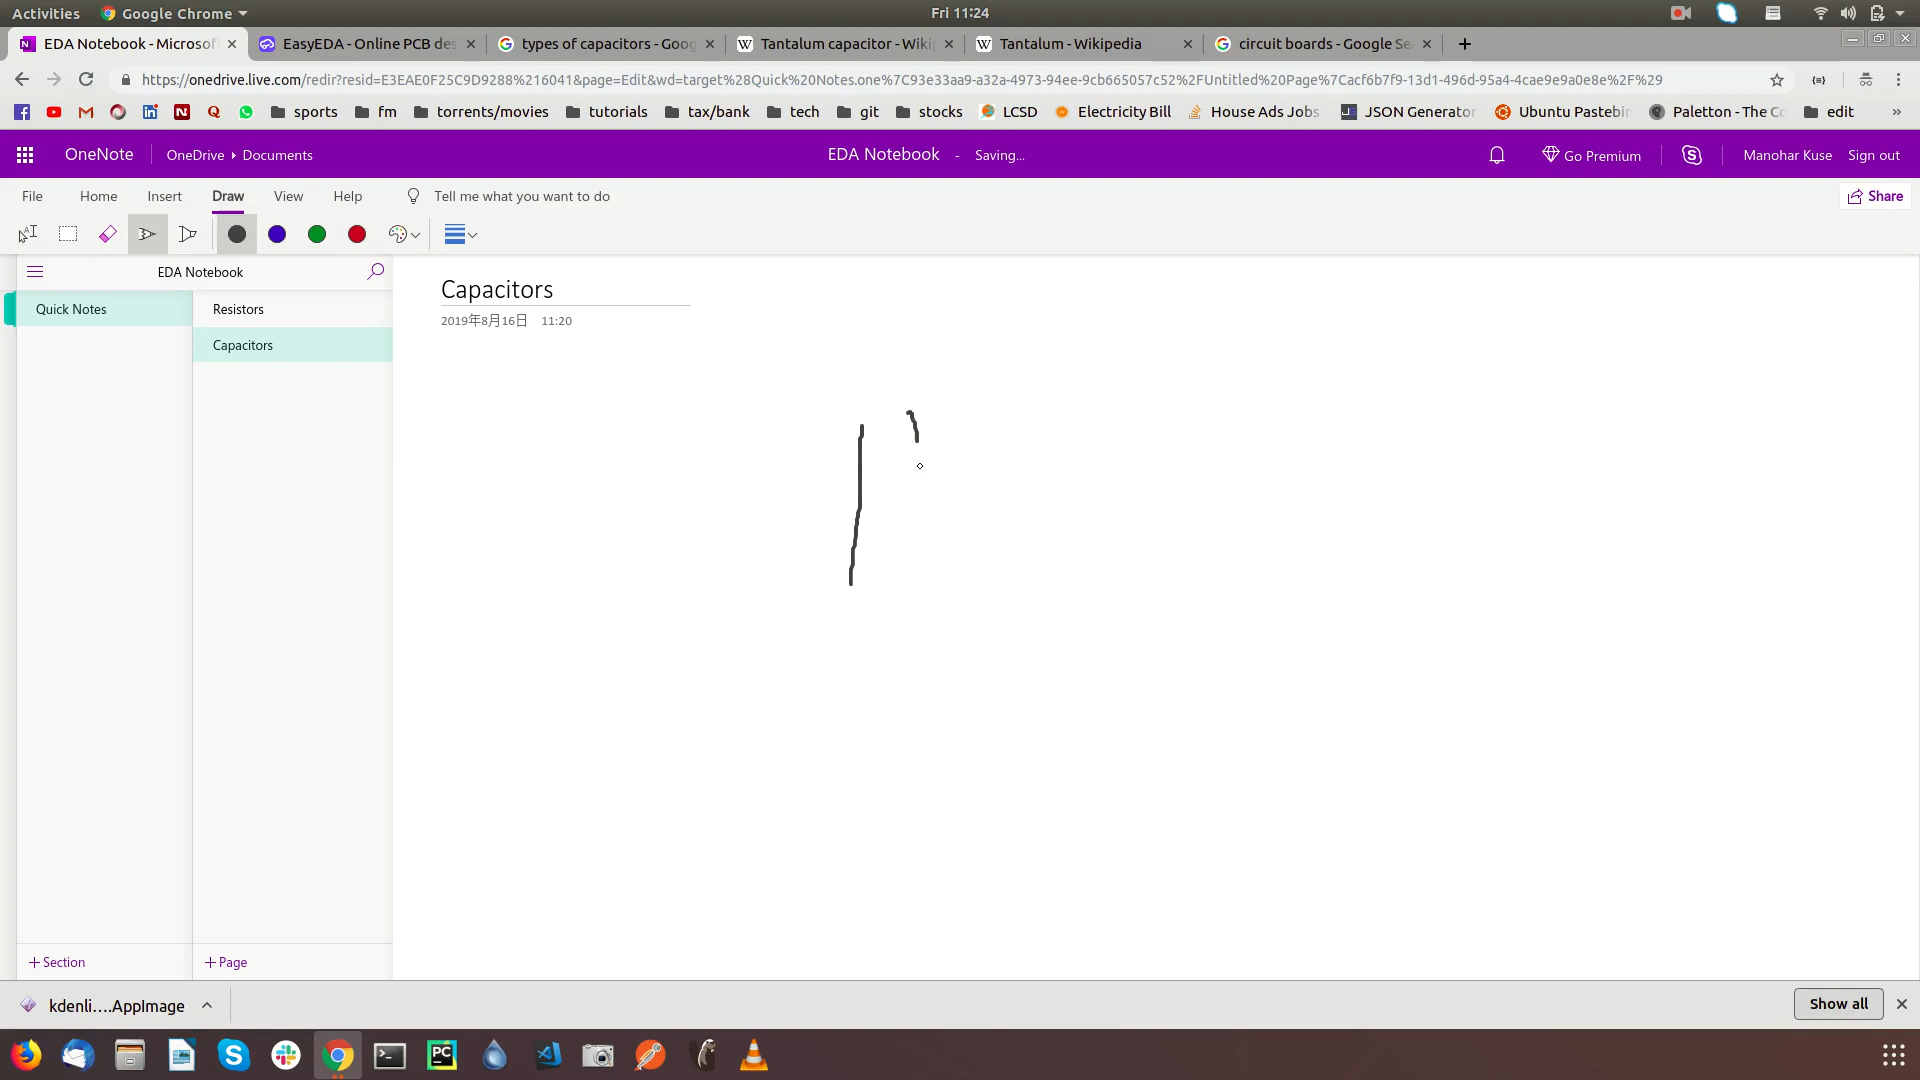 Activities Google Chrome Fri 11:24
EDA Notebook - Microsof EasyEDA - Online PCB des types of capacitors - Goog Tantalum capacitor - Wiki Tantalum - Wikipedia circuit boards - Google Se
https://onedrive.live.com/redir?resid=E3EAE0F25C9D9288%216041&page=Edit&wd=target%28Quick%20Notes.one%7C93e33aa9-a32a-4973-94ee-9cb665057c52%2FUntitled%20Page%7Cacf6b7f9-13d1-496d-95a4-4cae9e9a0e8e%2F%29
sports fm torrents/movies tutorials tax/bank tech git stocks LCSD Electricity Bill House Ads Jobs JSON Generator Ubuntu Pastebin Paletton - The Co edit »
OneNote OneDrive Documents EDA Notebook - Saving... Go Premium Manohar Kuse Sign out
File Home Insert Draw View Help Tell me what you want to do Share
EDA Notebook
Quick Notes
Resistors
Capacitors
Capacitors
2019年8月16日 11:20
+ Section + Page
kdenli....AppImage Show all